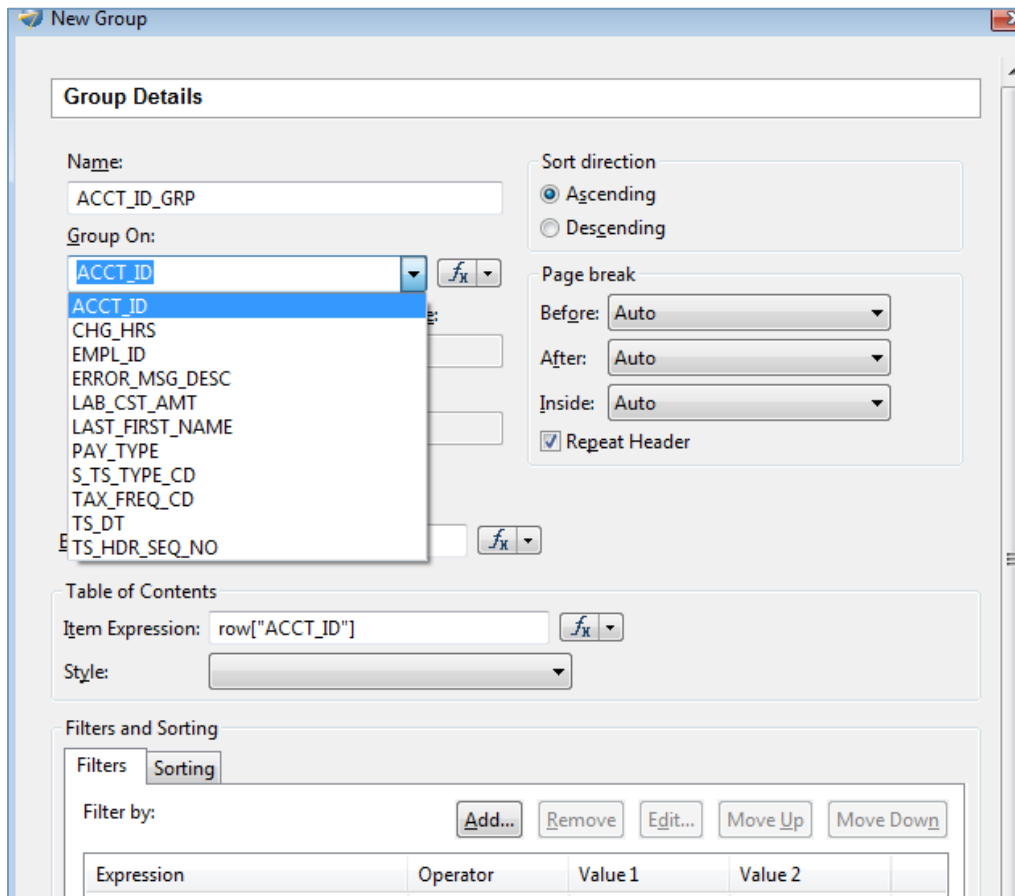 New Group
Group Details
Name:
ACCT_ID_GRP
Group On:
ACCT_ID
ACCT_ID
CHG_HRS
EMPL_ID
ERROR_MSG_DESC
LAB_CST_AMT
LAST_FIRST_NAME
PAY_TYPE
S_TS_TYPE_CD
TAX_FREQ_CD
TS_DT
TS_HDR_SEQ_NO
Sort direction
Ascending
Descending
Page break
Before: Auto
After: Auto
Inside: Auto
Repeat Header
Table of Contents
Item Expression: row["ACCT_ID"]
Style:
Filters and Sorting
Filters Sorting
Filter by: Add... Remove Edit... Move Up Move Down
Expression Operator Value 1 Value 2